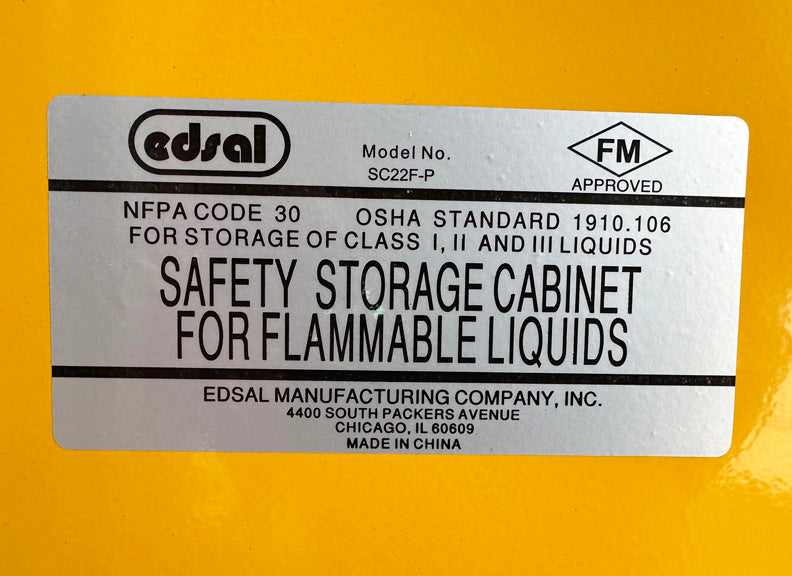 edsal
Model No.
SC22F-P
FM
APPROVED
NFPA CODE 30 OSHA STANDARD 1910.106
FOR STORAGE OF CLASS I, II AND III LIQUIDS
SAFETY STORAGE CABINET
FOR FLAMMABLE LIQUIDS
EDSAL MANUFACTURING COMPANY, INC.
4400 SOUTH PACKERS AVENUE
CHICAGO, IL 60609
MADE IN CHINA